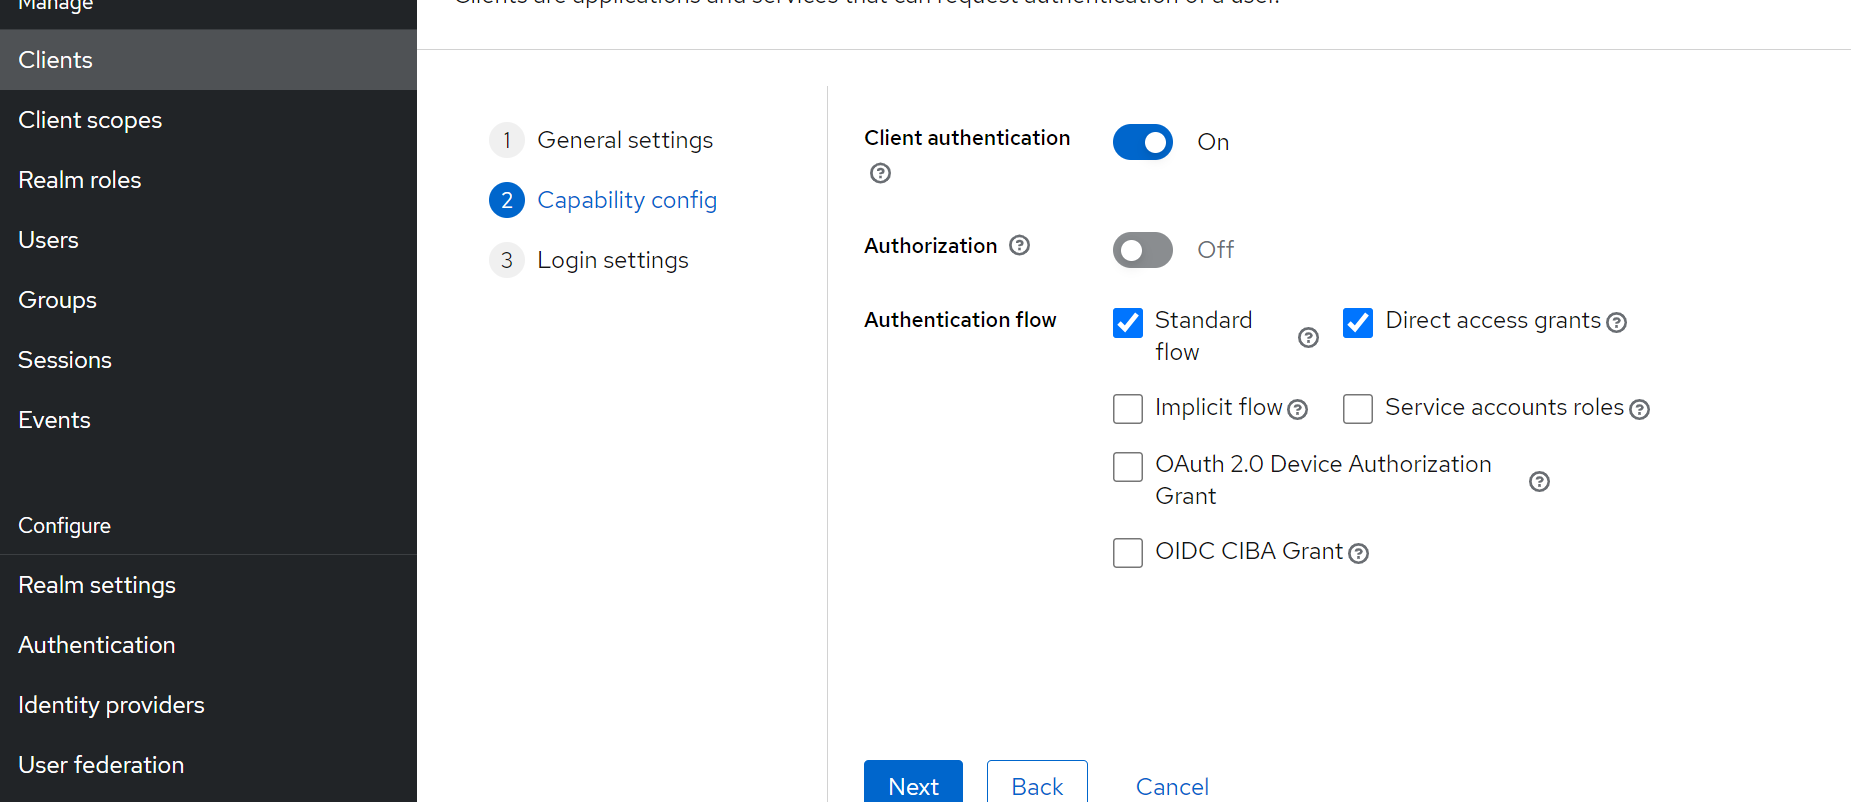 Manage
Clients are applications and services that can request authentication of a user.
Clients
Client scopes
Realm roles
Users
Groups
Sessions
Events
Configure
Realm settings
Authentication
Identity providers
User federation
1 General settings
2 Capability config
3 Login settings
Client authentication
On
Authorization
Off
Authentication flow
Standard
flow
Direct access grants
Implicit flow
Service accounts roles
OAuth 2.0 Device Authorization
Grant
OIDC CIBA Grant
Next Back Cancel